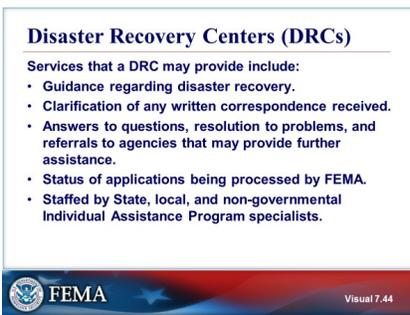 Disaster Recovery Centers (DRCs)
Services that a DRC may provide include:
• Guidance regarding disaster recovery.
• Clarification of any written correspondence received.
• Answers to questions, resolution to problems, and
referrals to agencies that may provide further
assistance.
• Status of applications being processed by FEMA.
• Staffed by State, local, and non-governmental
Individual Assistance Program specialists.
FEMA
Visual 7.44